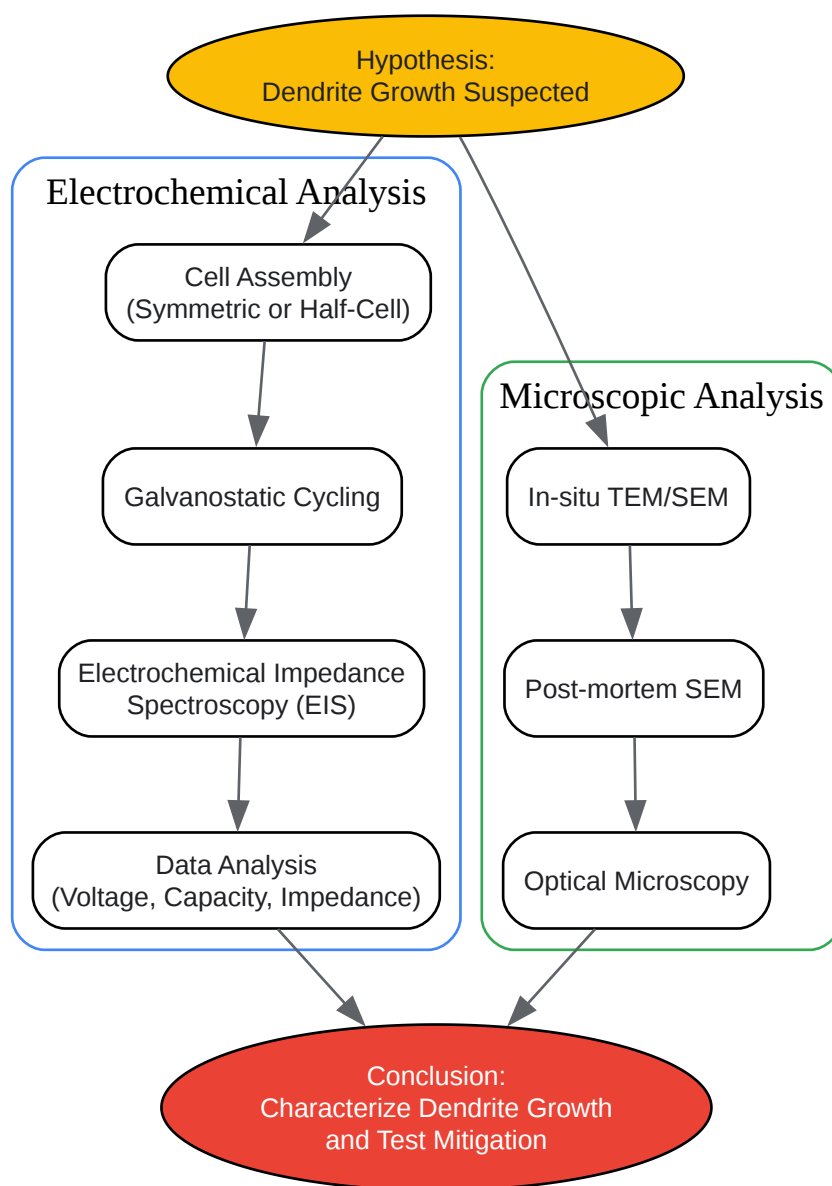 Hypothesis:
Dendrite Growth Suspected
Electrochemical Analysis
Cell Assembly
(Symmetric or Half-Cell)
Galvanostatic Cycling
Electrochemical Impedance
Spectroscopy (EIS)
Data Analysis
(Voltage, Capacity, Impedance)
Microscopic Analysis
In-situ TEM/SEM
Post-mortem SEM
Optical Microscopy
Conclusion:
Characterize Dendrite Growth
and Test Mitigation